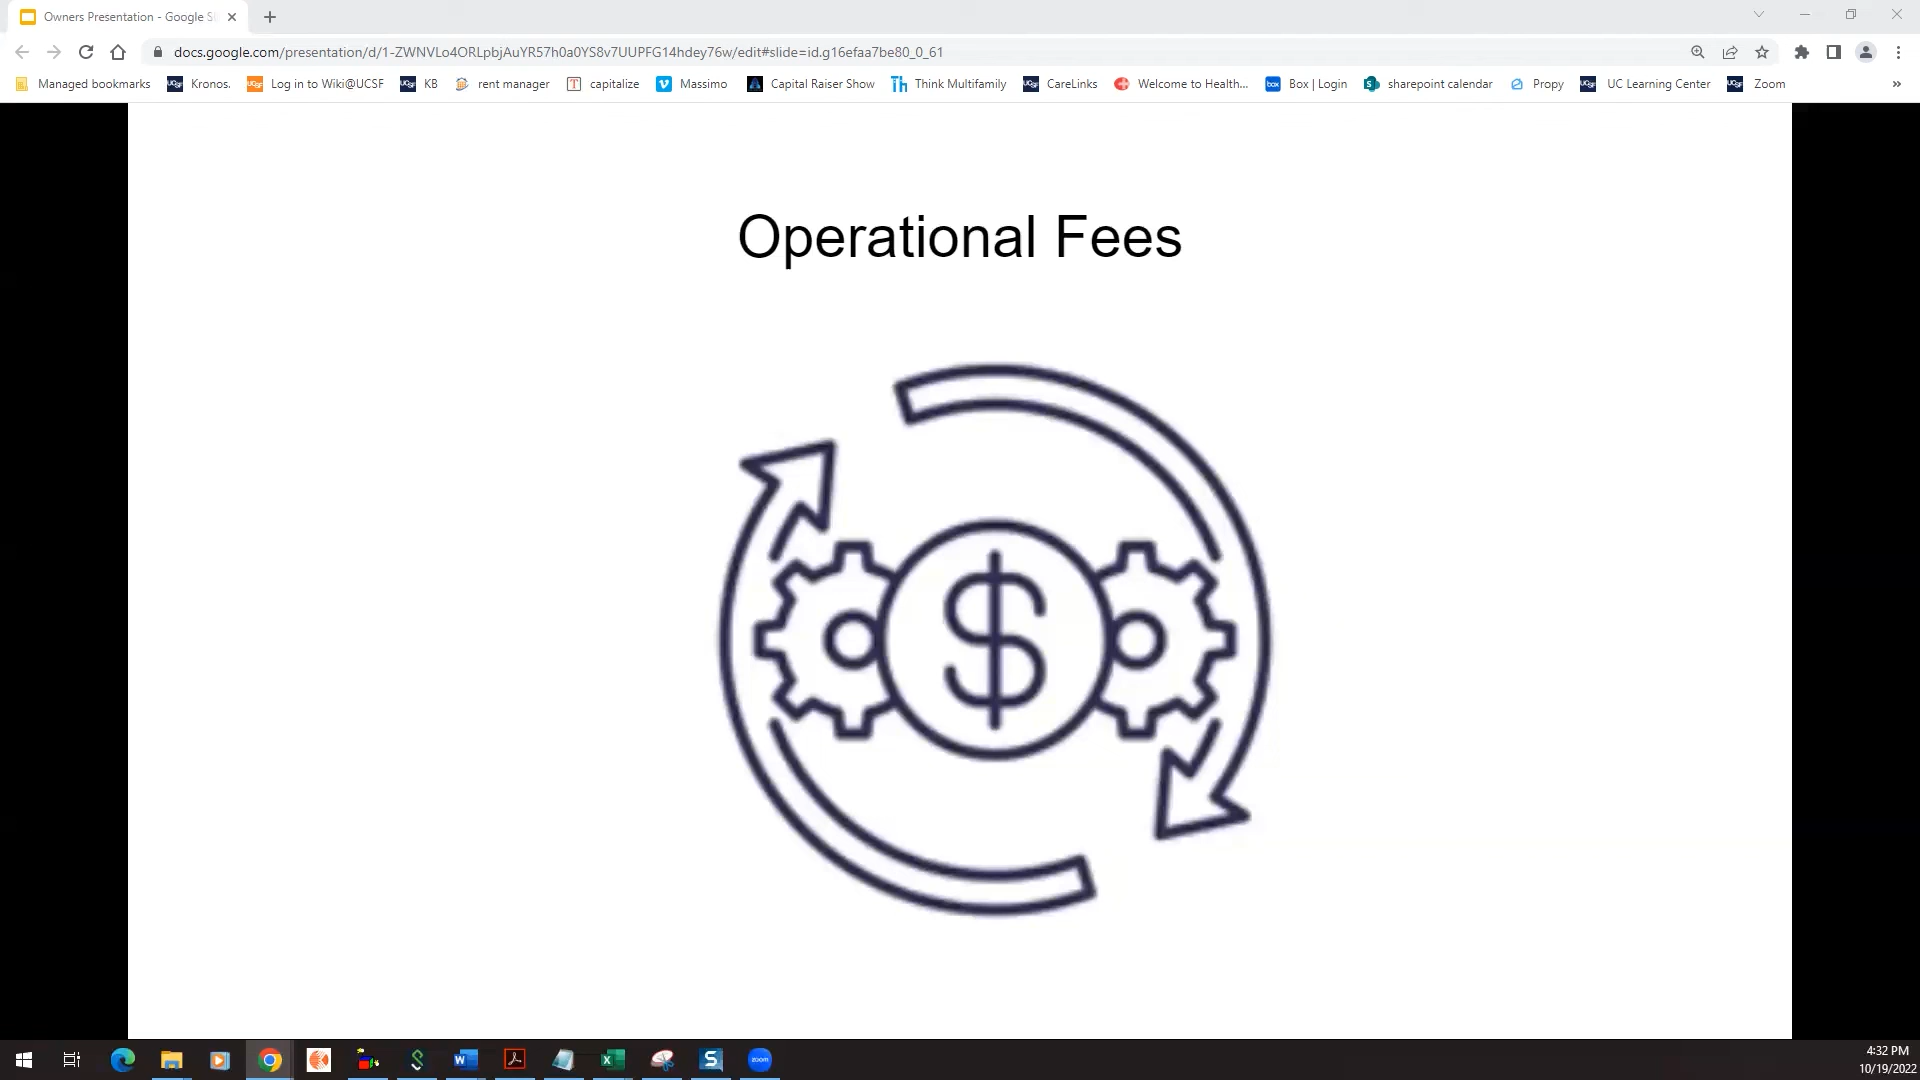 Owners Presentation - Google Sl
docs.google.com/presentation/d/1-ZWNVLo4ORLpbjAuYR57h0a0YS8v7UUPFG14hdey76w/edit#slide=id.g16efaa7be80_0_61
Managed bookmarks Kronos. Log in to Wiki@UCSF KB rent manager capitalize Massimo Capital Raiser Show Think Multifamily CareLinks Welcome to Health... Box | Login sharepoint calendar Propy UC Learning Center Zoom »
Operational Fees
$
4:32 PM
10/19/2022